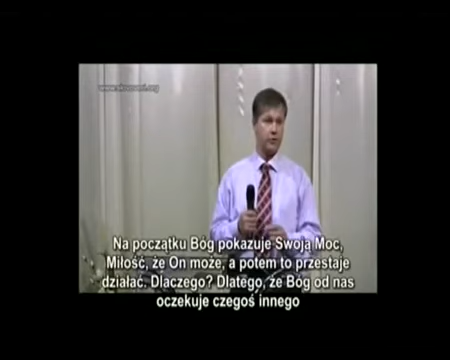 Na początku Bóg pokazuje Swoją Moc,
Miłość, że On może, a potem to przestaje
działać. Dlaczego? Dlatego, że Bóg od nas
oczekuje czegoś innego